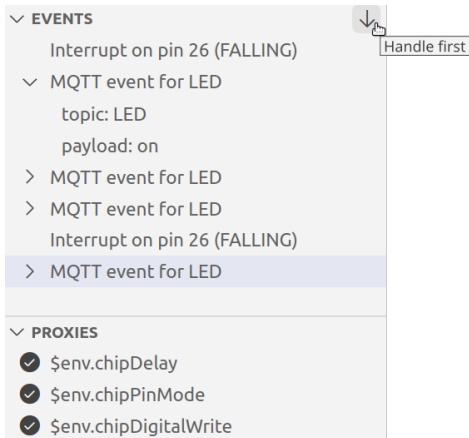 EVENTS
Handle first
Interrupt on pin 26 (FALLING)
MQTT event for LED
topic: LED
payload: on
MQTT event for LED
MQTT event for LED
Interrupt on pin 26 (FALLING)
MQTT event for LED
PROXIES
$env.chipDelay
$env.chipPinMode
$env.chipDigitalWrite